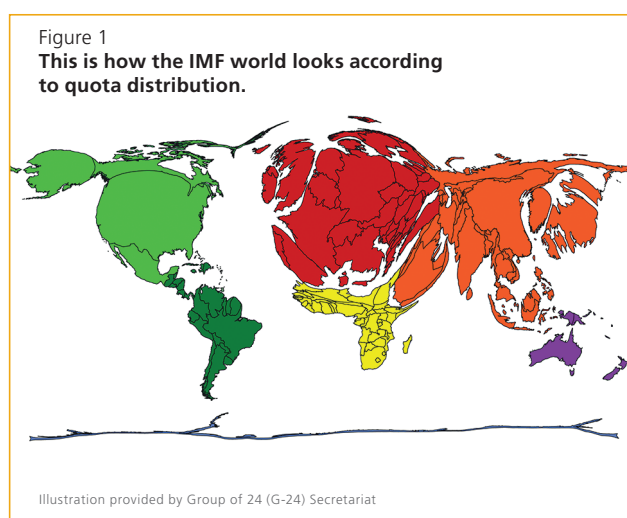 Figure 1
This is how the IMF world looks according
to quota distribution.
Illustration provided by Group of 24 (G-24) Secretariat